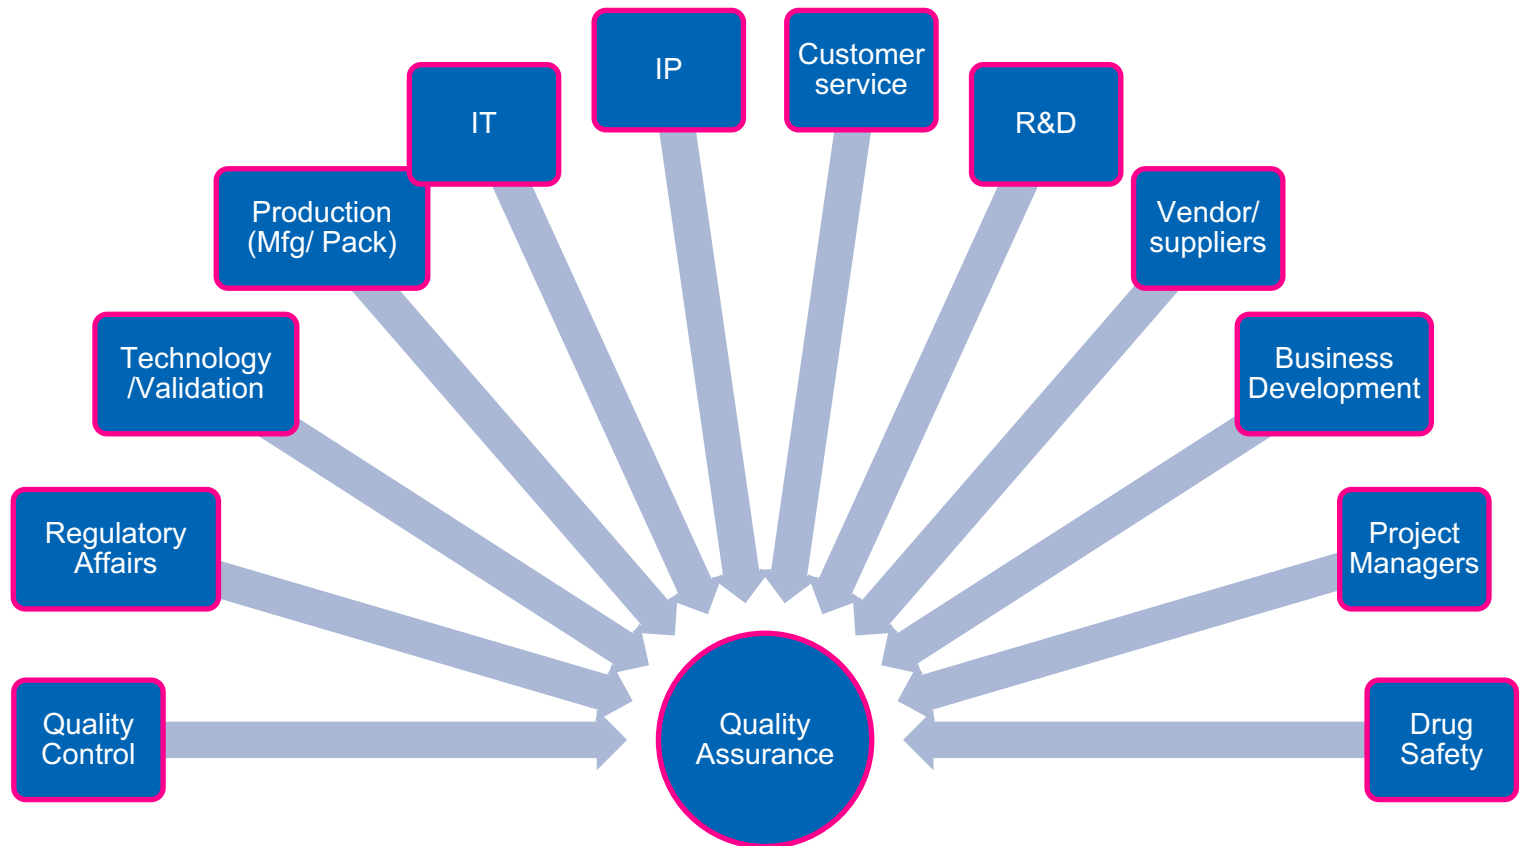 IP
Customer
service
IT
R&D
Production
(Mfg/ Pack)
Vendor/
suppliers
Technology
/Validation
Business
Development
Regulatory
Affairs
Project
Managers
Quality
Control
Quality
Assurance
Drug
Safety